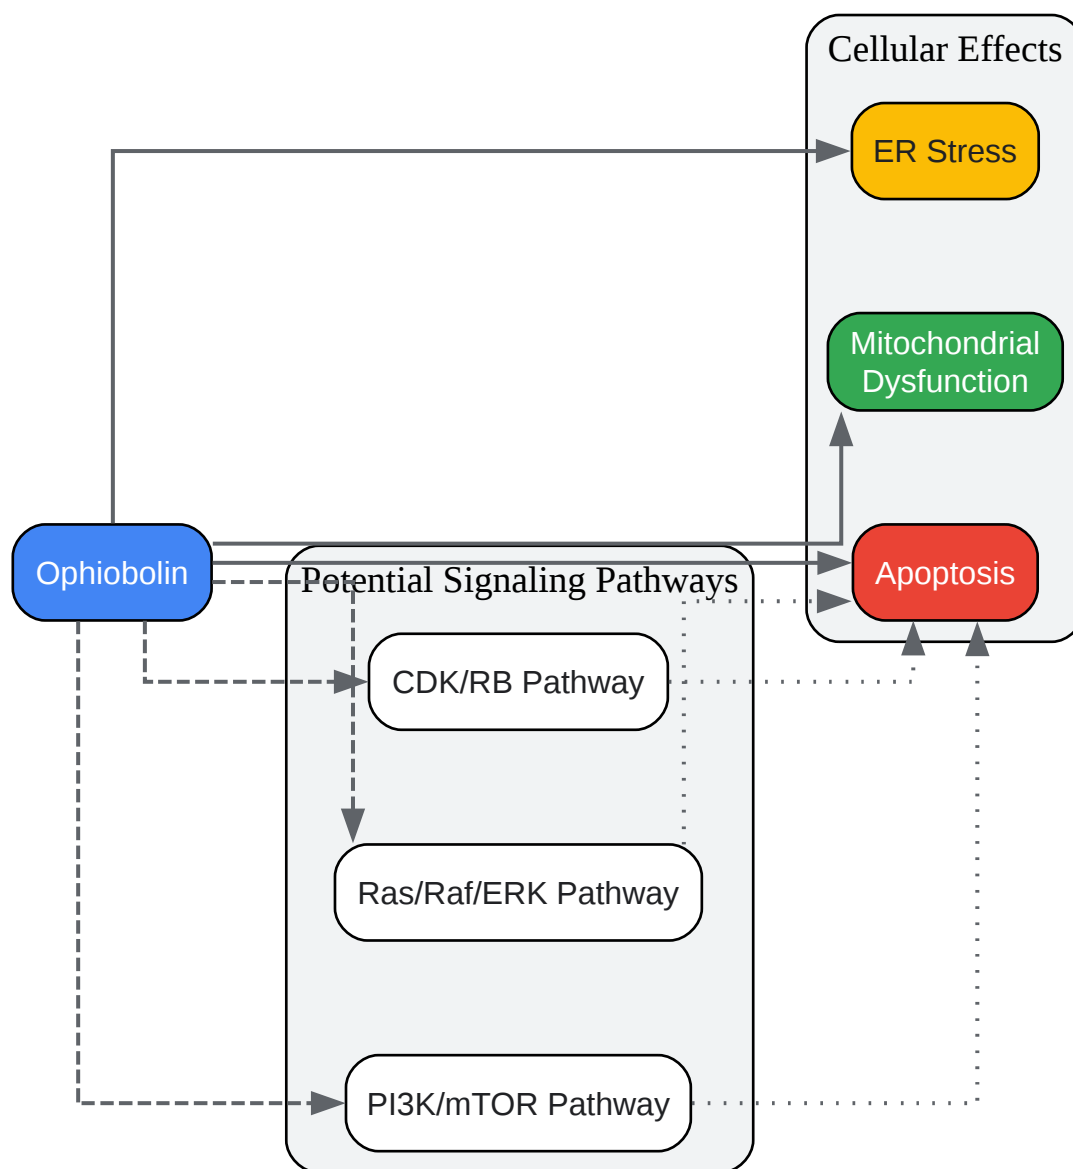 Cellular Effects
ER Stress
Mitochondrial
Dysfunction
Ophiobolin
Apoptosis
Potential Signaling Pathways
CDK/RB Pathway
Ras/Raf/ERK Pathway
PI3K/mTOR Pathway